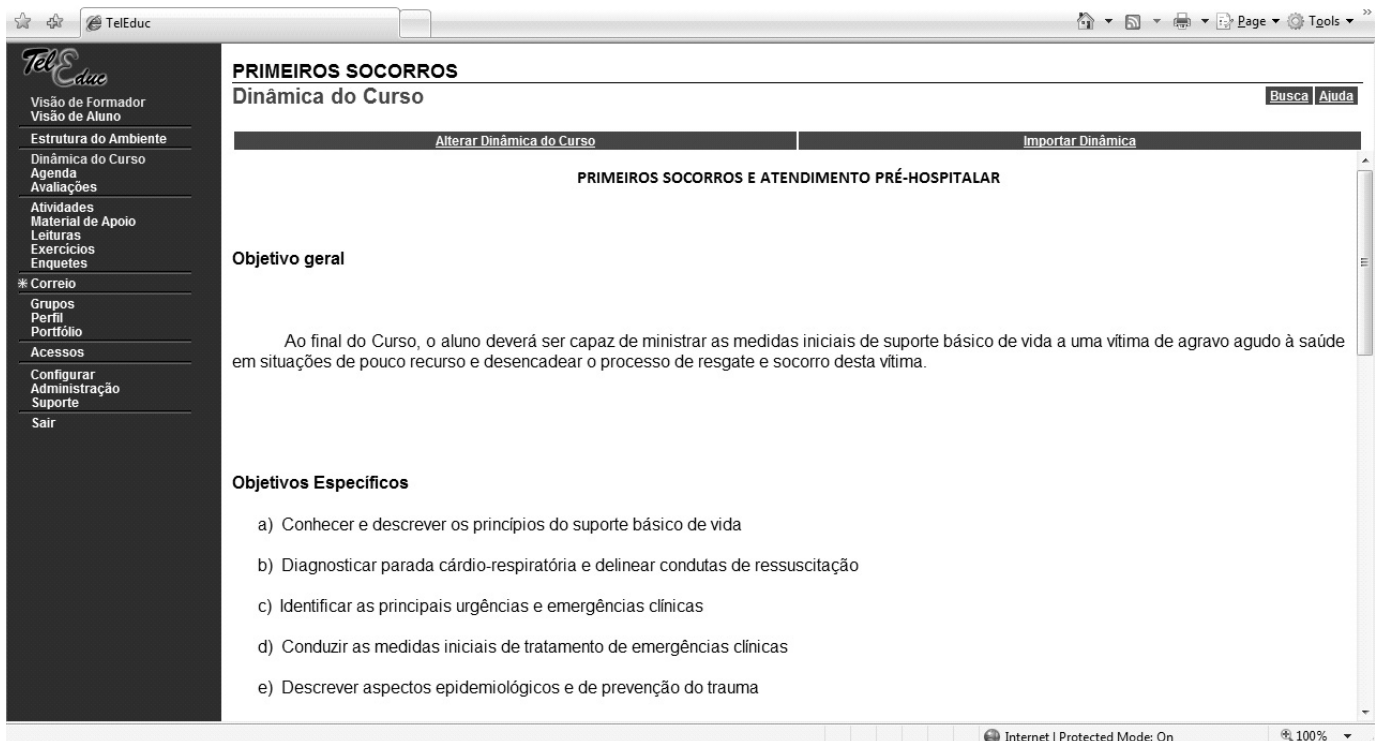 TelEduc
Page
Tools
»
TelEduc
Visão de Formador
Visão de Aluno
Estrutura do Ambiente
Dinâmica do Curso
Agenda
Avaliações
Atividades
Material de Apoio
Leituras
Exercícios
Enquetes
* Correio
Grupos
Perfil
Portfólio
Acessos
Configurar
Administração
Suporte
Sair
PRIMEIROS SOCORROS
Dinâmica do Curso
Busca Ajuda
Alterar Dinâmica do Curso Importar Dinâmica
PRIMEIROS SOCORROS E ATENDIMENTO PRÉ-HOSPITALAR
Objetivo geral
Ao final do Curso, o aluno deverá ser capaz de ministrar as medidas iniciais de suporte básico de vida a uma vítima de agravo agudo à saúde
em situações de pouco recurso e desencadear o processo de resgate e socorro desta vítima.
Objetivos Específicos
a) Conhecer e descrever os princípios do suporte básico de vida
b) Diagnosticar parada cárdio-respiratória e delinear condutas de ressuscitação
c) Identificar as principais urgências e emergências clínicas
d) Conduzir as medidas iniciais de tratamento de emergências clínicas
e) Descrever aspectos epidemiológicos e de prevenção do trauma
Internet | Protected Mode: On
100%